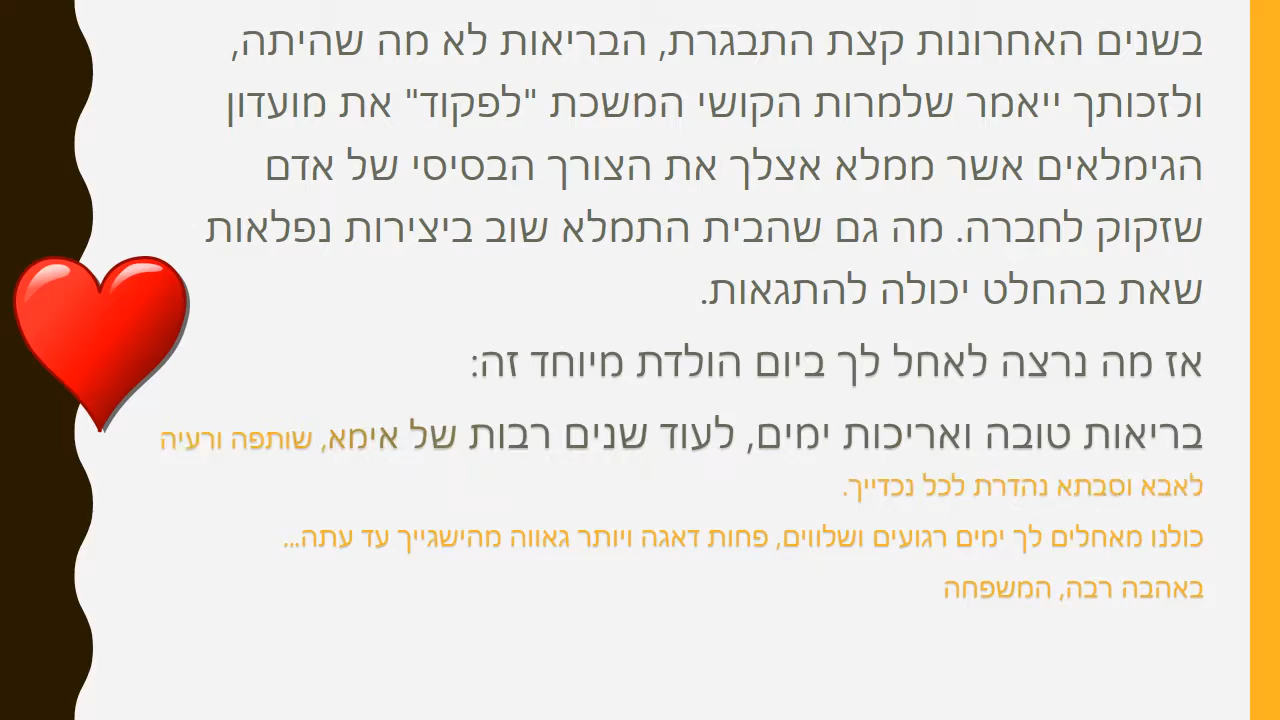 בשנים האחרונות קצת התבגרת, הבריאות לא מה שהיתה,
ולזכותך ייאמר שלמרות הקושי המשכת "לפקוד" את מועדון
הגימלאים אשר ממלא אצלך את הצורך הבסיסי של אדם
שזקוק לחברה. מה גם שהבית התמלא שוב ביצירות נפלאות
שאת בהחלט יכולה להתגאות.
אז מה נרצה לאחל לך ביום הולדת מיוחד זה:
בריאות טובה ואריכות ימים, לעוד שנים רבות של אימא, שותפה ורעיה
לאבא וסבתא נהדרת לכל נכדייך.
כולנו מאחלים לך ימים רגועים ושלווים, פחות דאגה ויותר גאווה מהישגייך עד עתה...
באהבה רבה, המשפחה